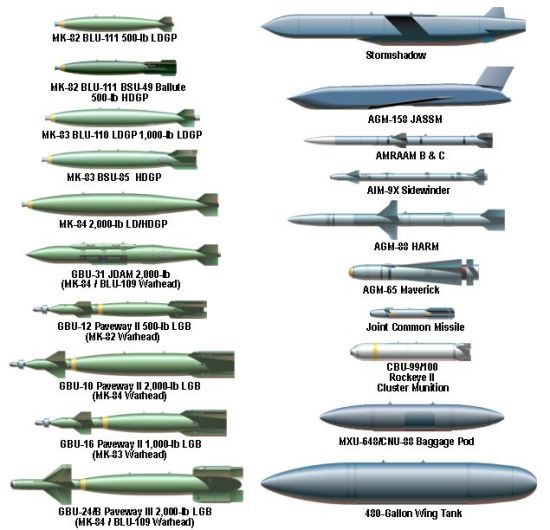 MK-82 BLU-111 500-lb LDGP
MK-82 BLU-111 BSU-49 Ballute
500-lb HDGP
MK-83 BLU-110 LDGP 1,000-lb LDGP
MK-83 BSU-85 HDGP
MK-84 2,000-lb LD/HDGP
GBU-31 JDAM 2,000-lb
(MK-84 / BLU-109 Warhead)
GBU-12 Paveway II 500-lb LGB
(MK-82 Warhead)
GBU-10 Paveway II 2,000-lb LGB
(MK-84 Warhead)
GBU-16 Paveway II 1,000-lb LGB
(MK-83 Warhead)
GBU-24/B Paveway III 2,000-lb LGB
(MK-84 / BLU-109 Warhead)
Stormshadow
AGM-158 JASSM
AMRAAM B & C
AIM-9X Sidewinder
AGM-88 HARM
AGM-65 Maverick
Joint Common Missile
CBU-99/100
Rockeye II
Cluster Munition
MXU-648/CNU-88 Baggage Pod
480-Gallon Wing Tank